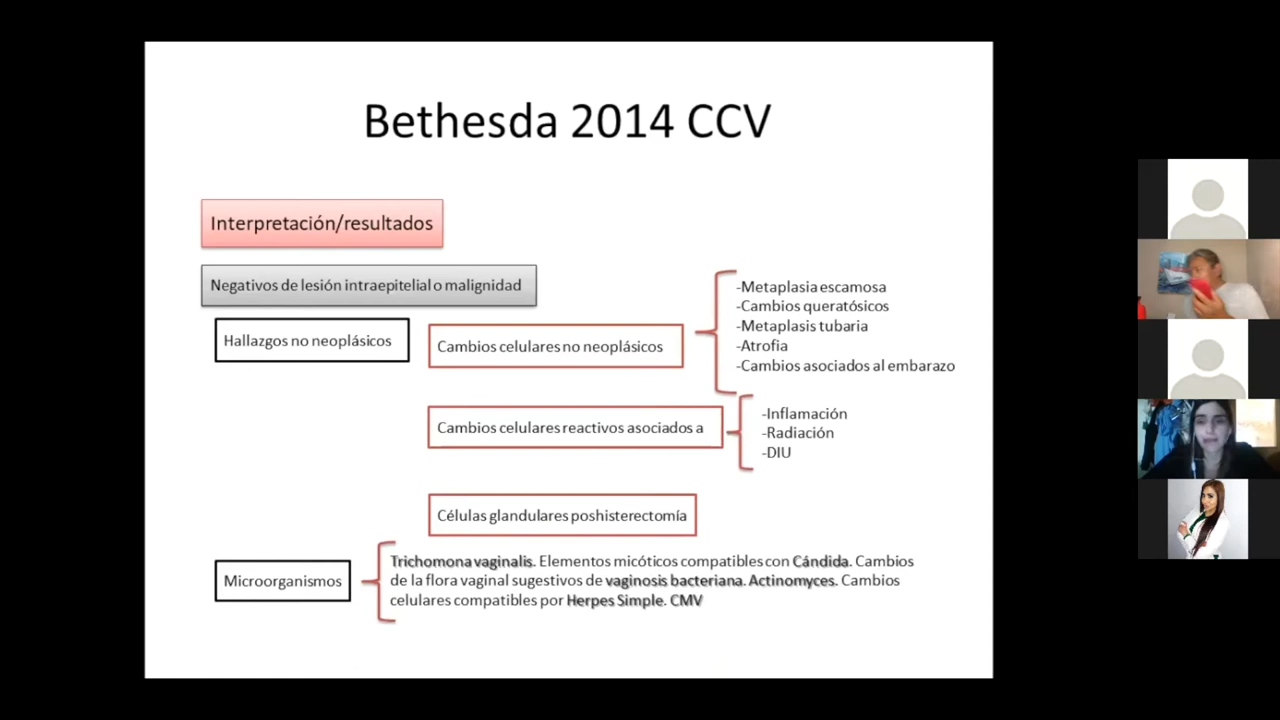 Bethesda 2014 CCV
Interpretación/resultados
Negativos de lesión intraepitelial o malignidad
Hallazgos no neoplásicos
Cambios celulares no neoplásicos
-Metaplasia escamosa
-Cambios queratósicos
-Metaplasis tubaria
-Atrofia
-Cambios asociados al embarazo
Cambios celulares reactivos asociados a
-Inflamación
-Radiación
-DIU
Células glandulares poshisterectomía
Microorganismos
Trichomona vaginalis. Elementos micóticos compatibles con Cándida. Cambios
de la flora vaginal sugestivos de vaginosis bacteriana. Actinomyces. Cambios
celulares compatibles por Herpes Simple. CMV